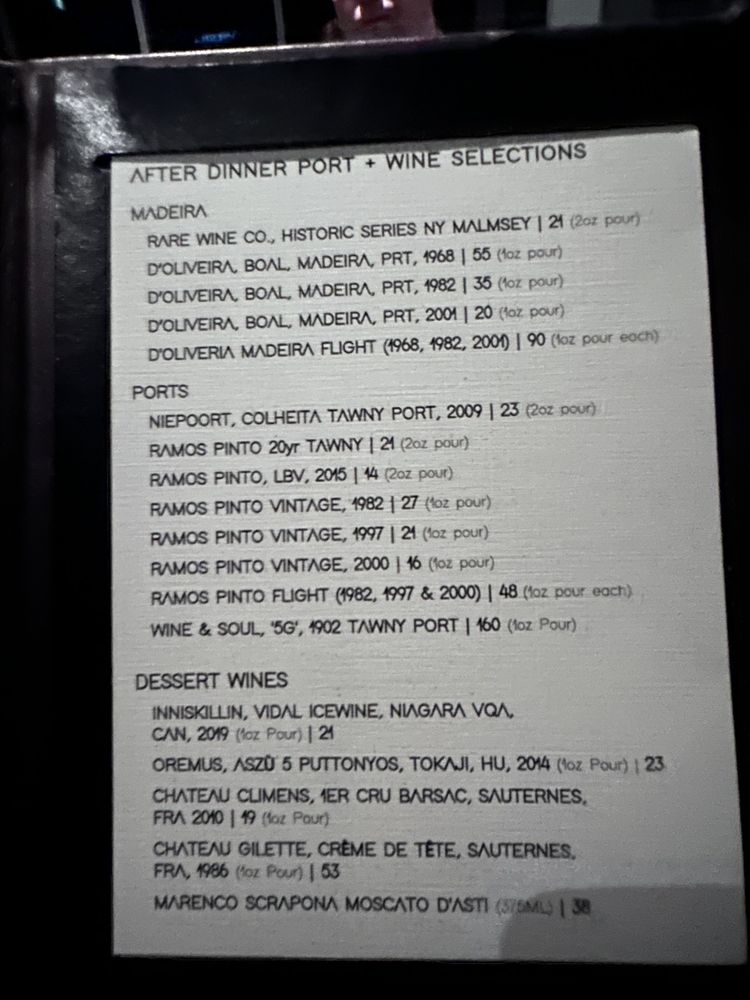 AFTER DINNER PORT + WINE SELECTIONS
MADEIRA
RARE WINE CO., HISTORIC SERIES NY MALMSEY | 21 (2oz pour)
D'OLIVEIRA, BOAL, MADEIRA, PRT, 1968 | 55 (1oz pour)
D'OLIVEIRA, BOAL, MADEIRA, PRT, 1982 | 35 (1oz pour)
D'OLIVEIRA, BOAL, MADEIRA, PRT, 2001 | 20 (1oz pour)
D'OLIVERIA MADEIRA FLIGHT (1968, 1982, 2001) | 90 (1oz pour each)
PORTS
NIEPOORT, COLHEITA TAWNY PORT, 2009 | 23 (2oz pour)
RAMOS PINTO 20yr TAWNY | 21 (2oz pour)
RAMOS PINTO, LBV, 2015 | 14 (2oz pour)
RAMOS PINTO VINTAGE, 1982 | 27 (1oz pour)
RAMOS PINTO VINTAGE, 1997 | 21 (1oz pour)
RAMOS PINTO VINTAGE, 2000 | 16 (1oz pour)
RAMOS PINTO FLIGHT (1982, 1997 & 2000) | 48 (1oz pour each)
WINE & SOUL, '5G', 1902 TAWNY PORT | 160 (1oz Pour)
DESSERT WINES
INNISKILLIN, VIDAL ICEWINE, NIAGARA VQA,
CAN, 2019 (1oz Pour) | 21
OREMUS, ASZÚ 5 PUTTONYOS, TOKAJI, HU, 2014 (1oz Pour) | 23
CHATEAU CLIMENS, 1ER CRU BARSAC, SAUTERNES,
FRA 2010 | 19 (1oz Pour)
CHATEAU GILETTE, CRÈME DE TÊTE, SAUTERNES,
FRA, 1986 (1oz Pour) | 53
MARENCO SCRAPONA MOSCATO D'ASTI (375ML) | 38